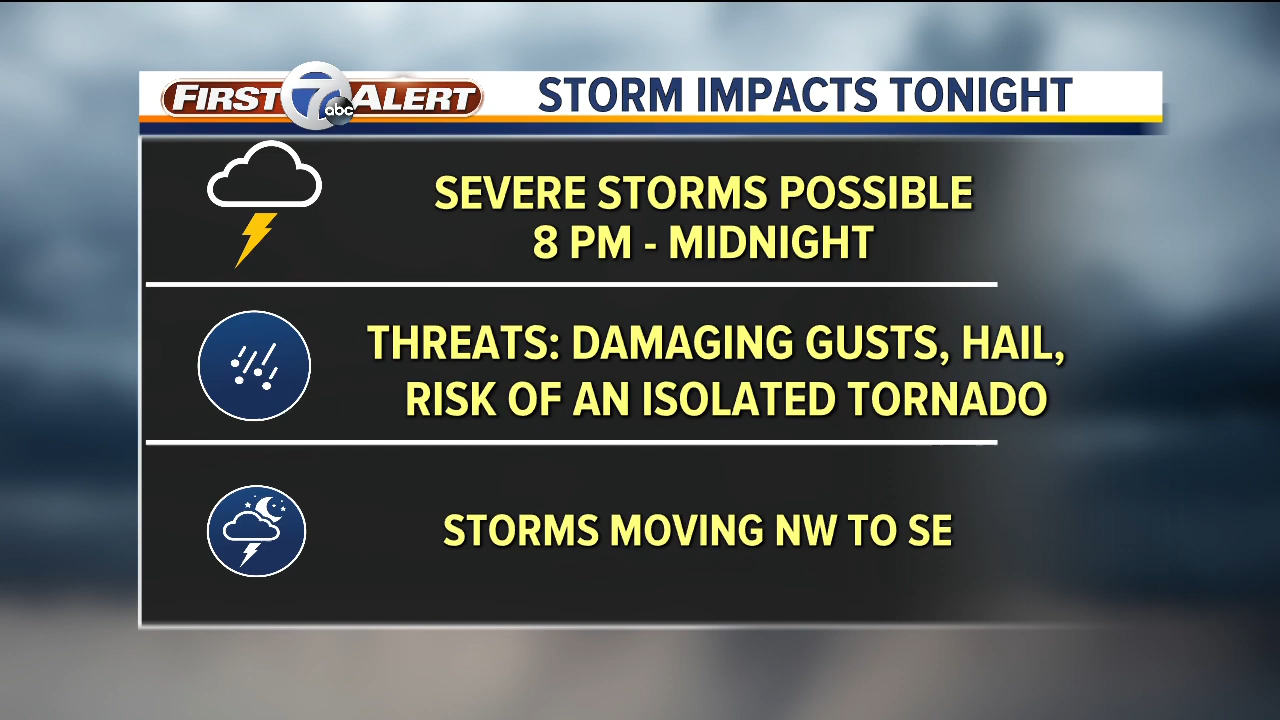 FIRST 7 ALERT
abc
STORM IMPACTS TONIGHT
SEVERE STORMS POSSIBLE
8 PM - MIDNIGHT
THREATS: DAMAGING GUSTS, HAIL,
RISK OF AN ISOLATED TORNADO
STORMS MOVING NW TO SE